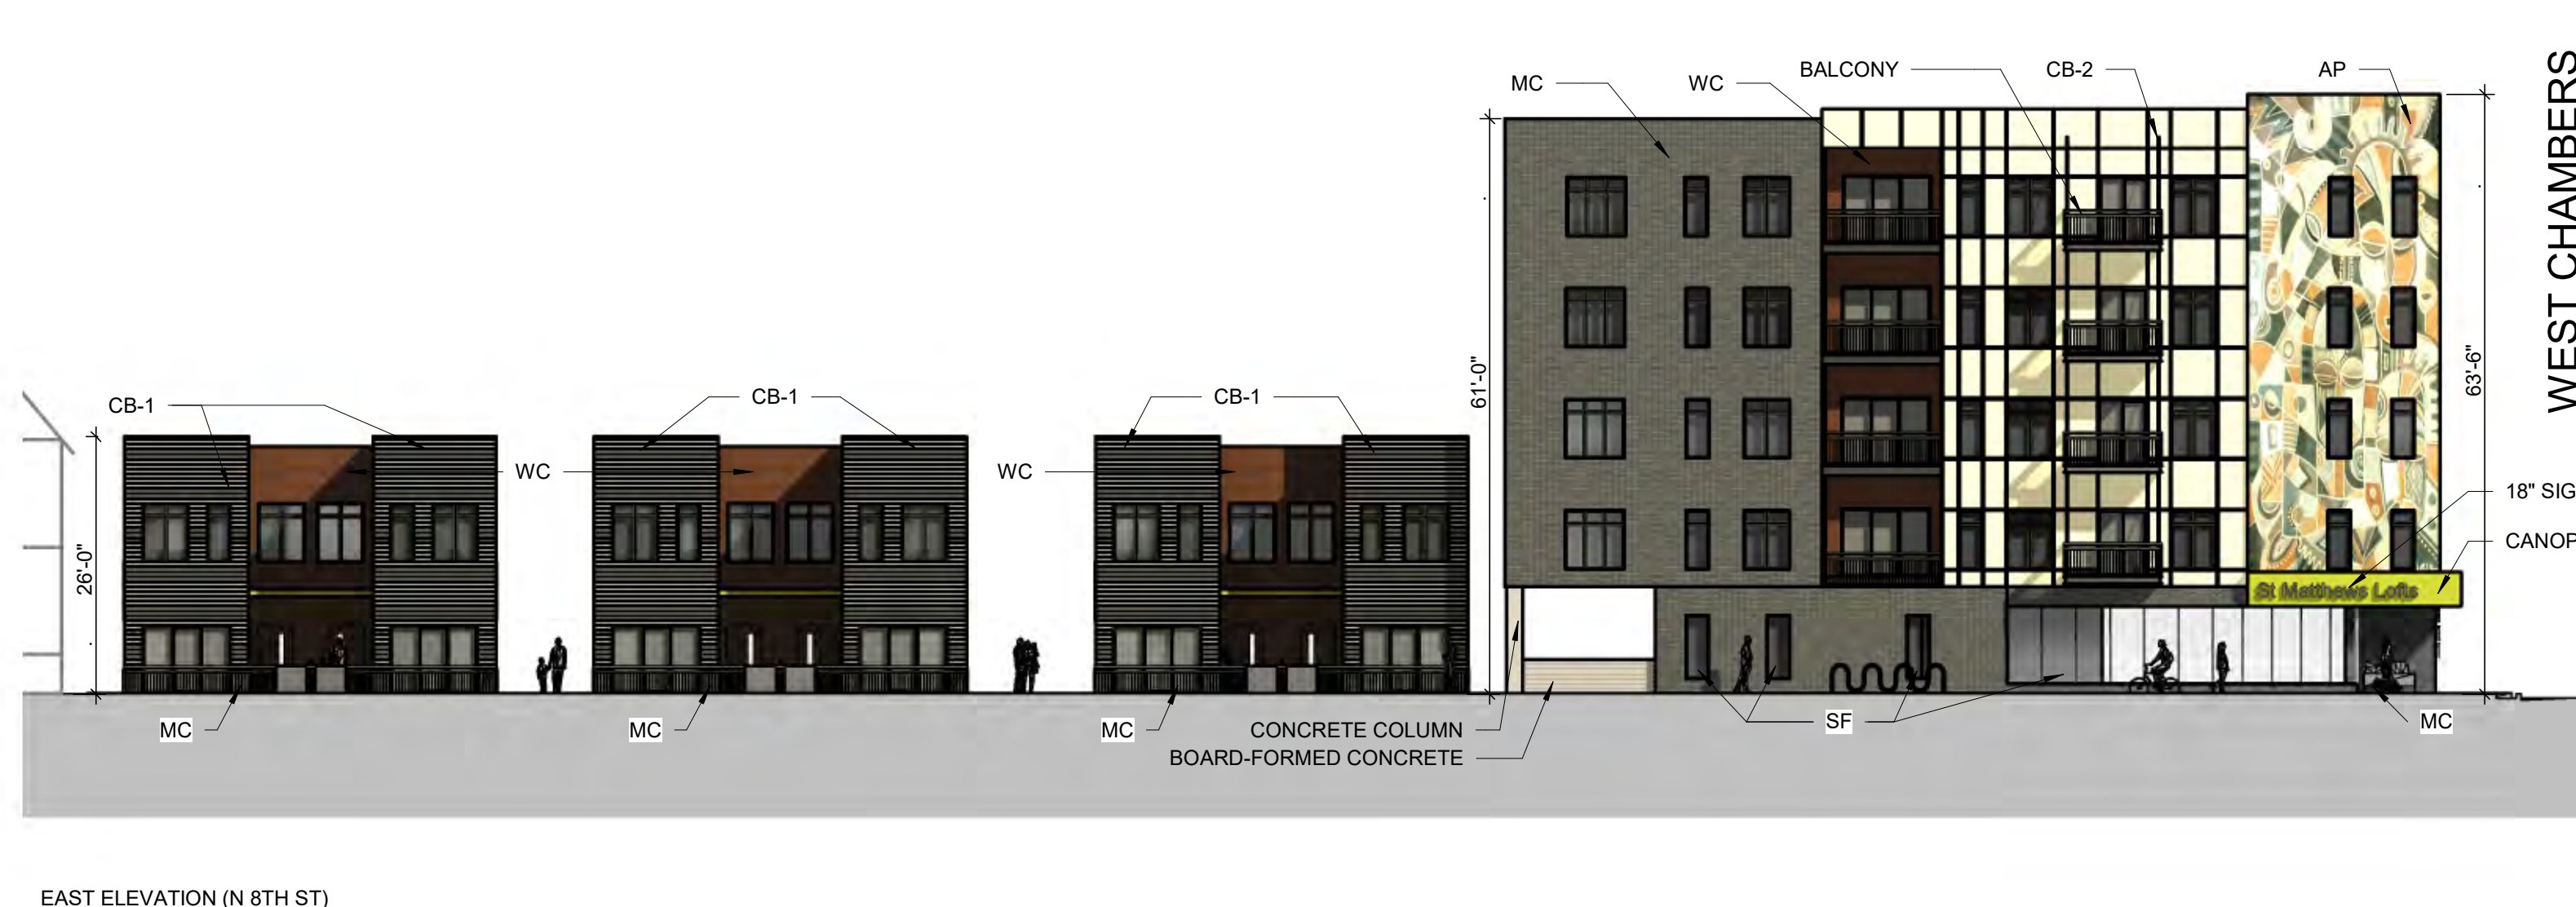 BALCONY
CB-2
AP
MC
WC
WEST CHAMBERS
61'-0"
63'-6"
CB-1
CB-1
CB-1
WC
WC
18" SIG
26'-0"
CANOP
St Matthews Lofts
MC
MC
MC
CONCRETE COLUMN
SF
MC
BOARD-FORMED CONCRETE
EAST ELEVATION (N 8TH ST)